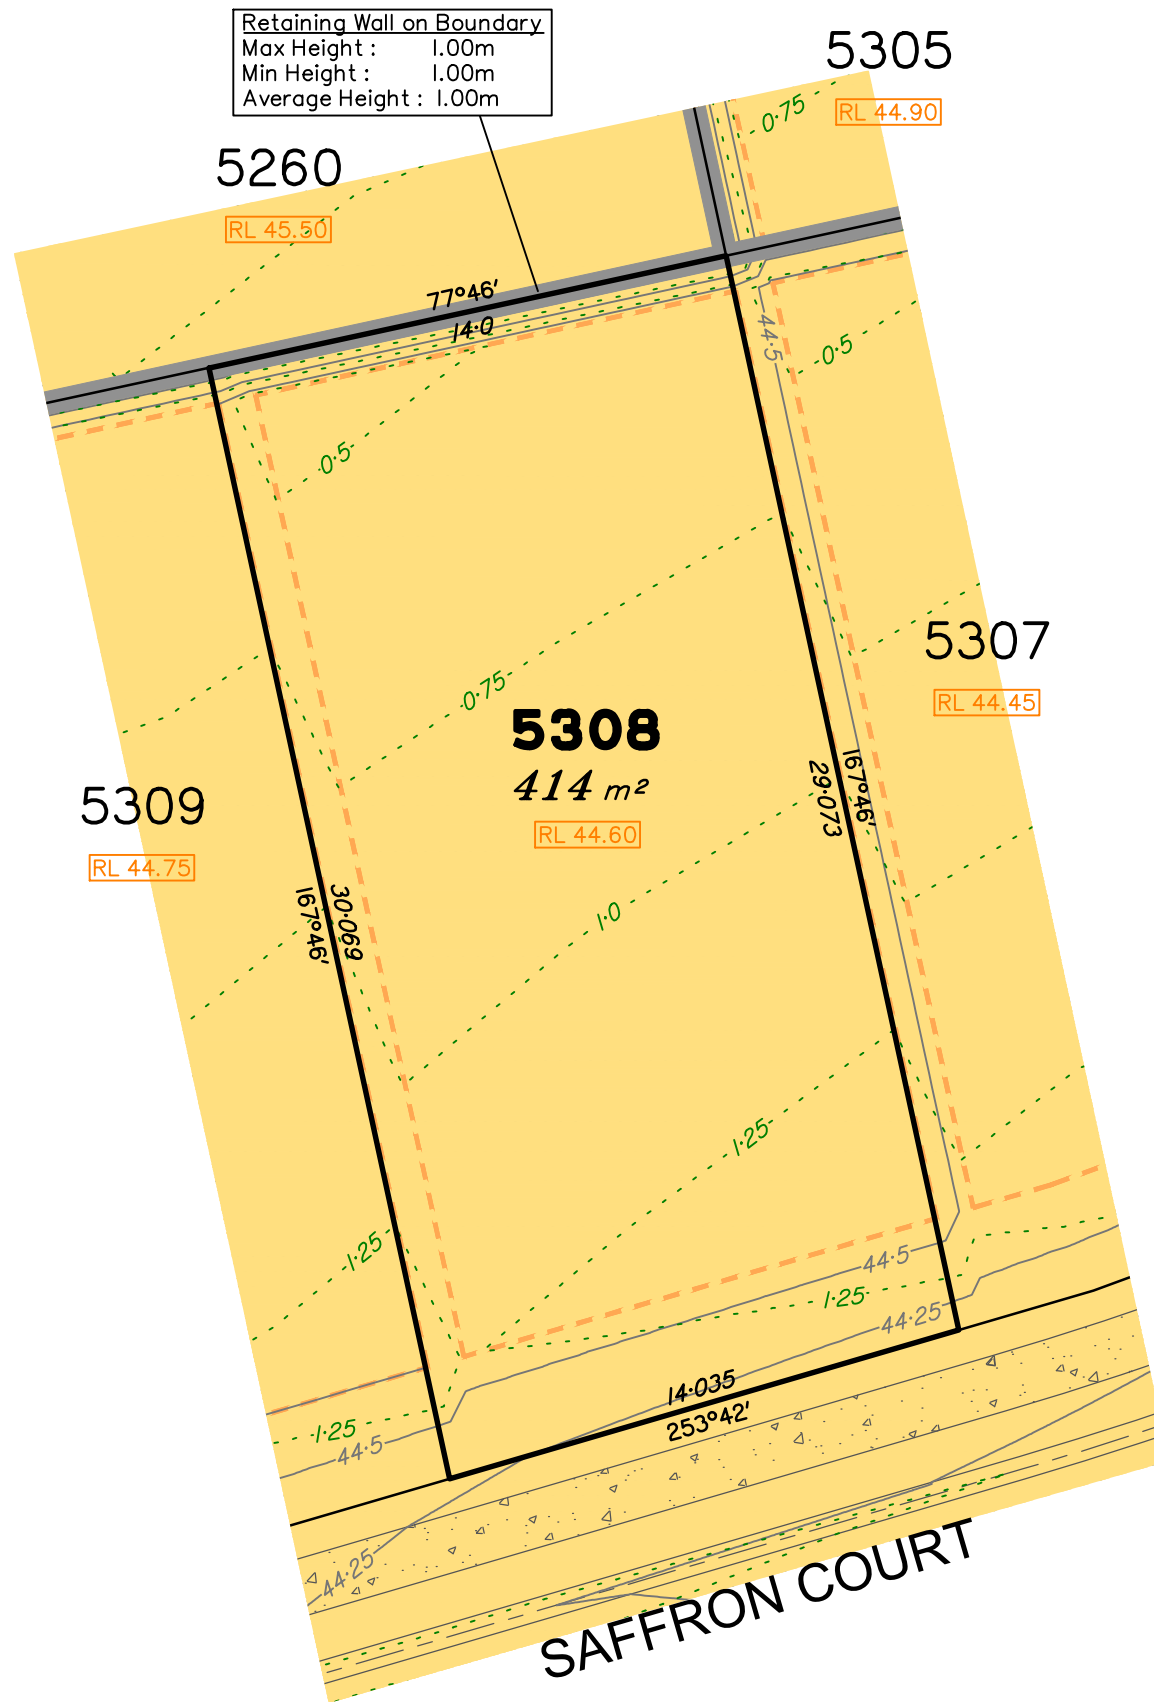 Retaining Wall on Boundary
Max Height : 1.00m
Min Height : 1.00m
Average Height : 1.00m
5305
RL 44.90
0·75
5260
RL 45.50
77°46'
14·0
44·5
0·5
0·5
5307
RL 44.45
0·75
5308
414 m²
RL 44.60
167°46'
29·073
5309
RL 44.75
30·069
167°46'
1·0
1·25
1·25
44·5
1·25
44·25
14·035
253°42'
1·25
44·5
44·25
SAFFRON COURT